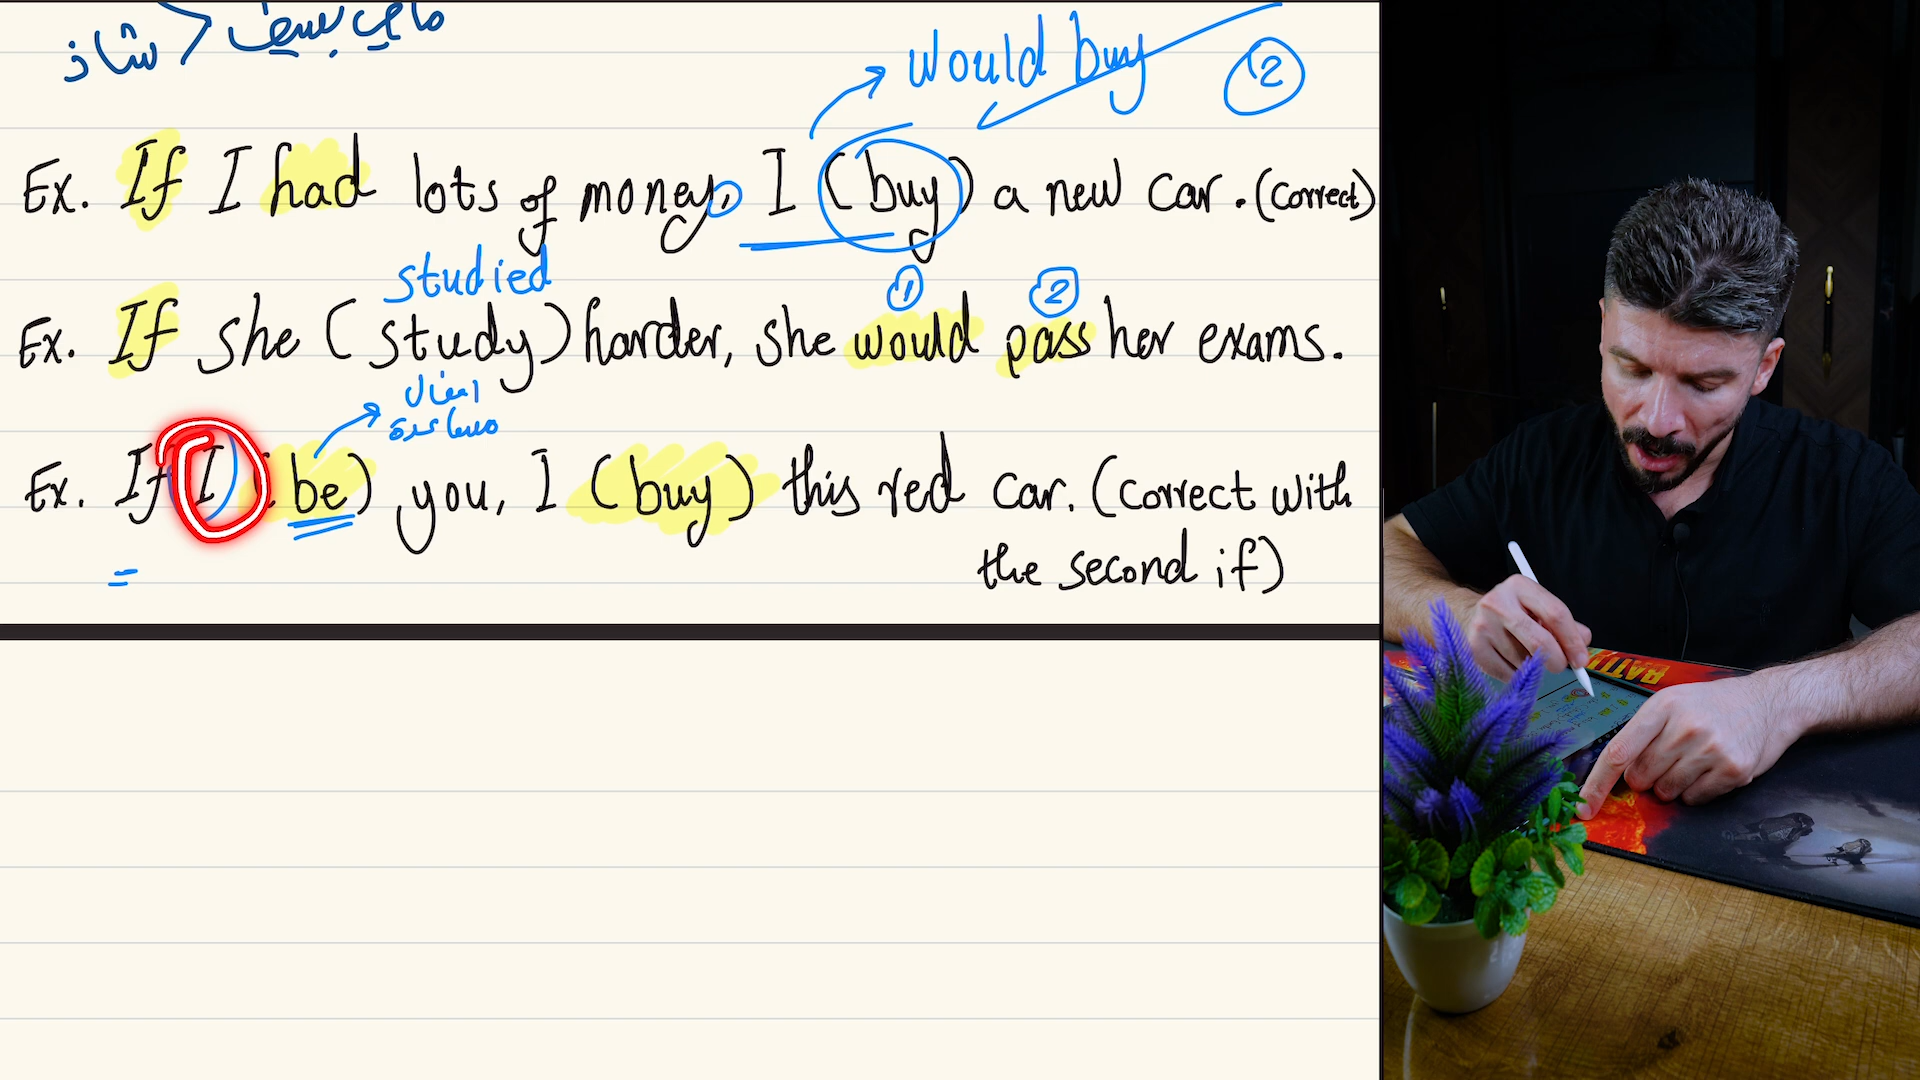 شاذ > ماضي بسيط
would buy ②
Ex. If I had lots of money, I (buy) a new car. (correct)
studied ① ②
Ex. If she (study) harder, she would pass her exams.
افعال
مساعدة
Ex. If I (be) you, I (buy) this red car. (correct with
the second if)